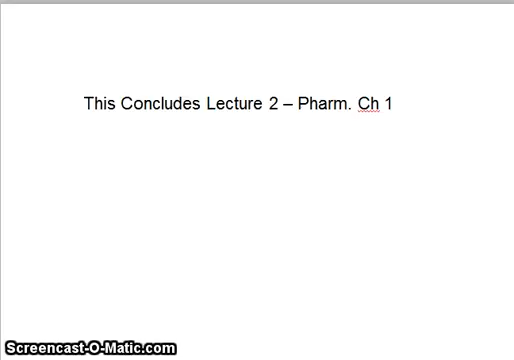 This Concludes Lecture 2 – Pharm. Ch 1
Screencast-O-Matic.com